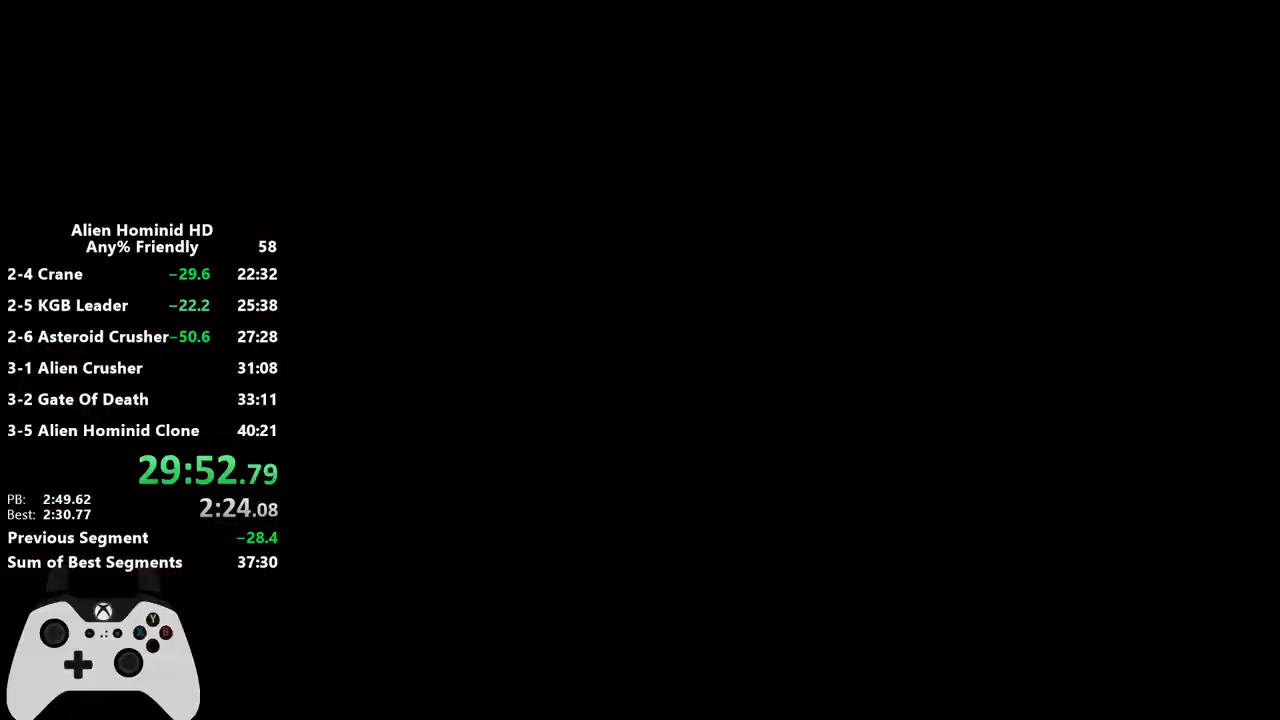 Alien Hominid HD
Any% Friendly 58
2-4 Crane −29.6 22:32
2-5 KGB Leader −22.2 25:38
2-6 Asteroid Crusher −50.6 27:28
3-1 Alien Crusher 31:08
3-2 Gate Of Death 33:11
3-5 Alien Hominid Clone 40:21
29:52.79
PB: 2:49.62
Best: 2:30.77
2:24.08
Previous Segment −28.4
Sum of Best Segments 37:30
Y
X B